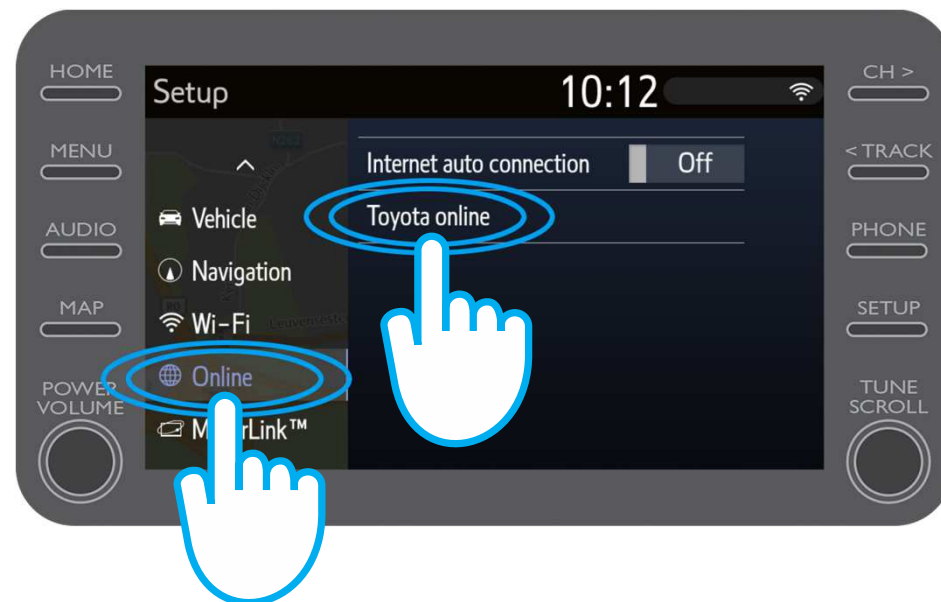 HOME
MENU
AUDIO
MAP
POWER
VOLUME
Setup
10:12
Vehicle
Navigation
Wi-Fi
Online
Internet auto connection
Off
Toyota online
CH >
< TRACK
PHONE
SETUP
TUNE
SCROLL